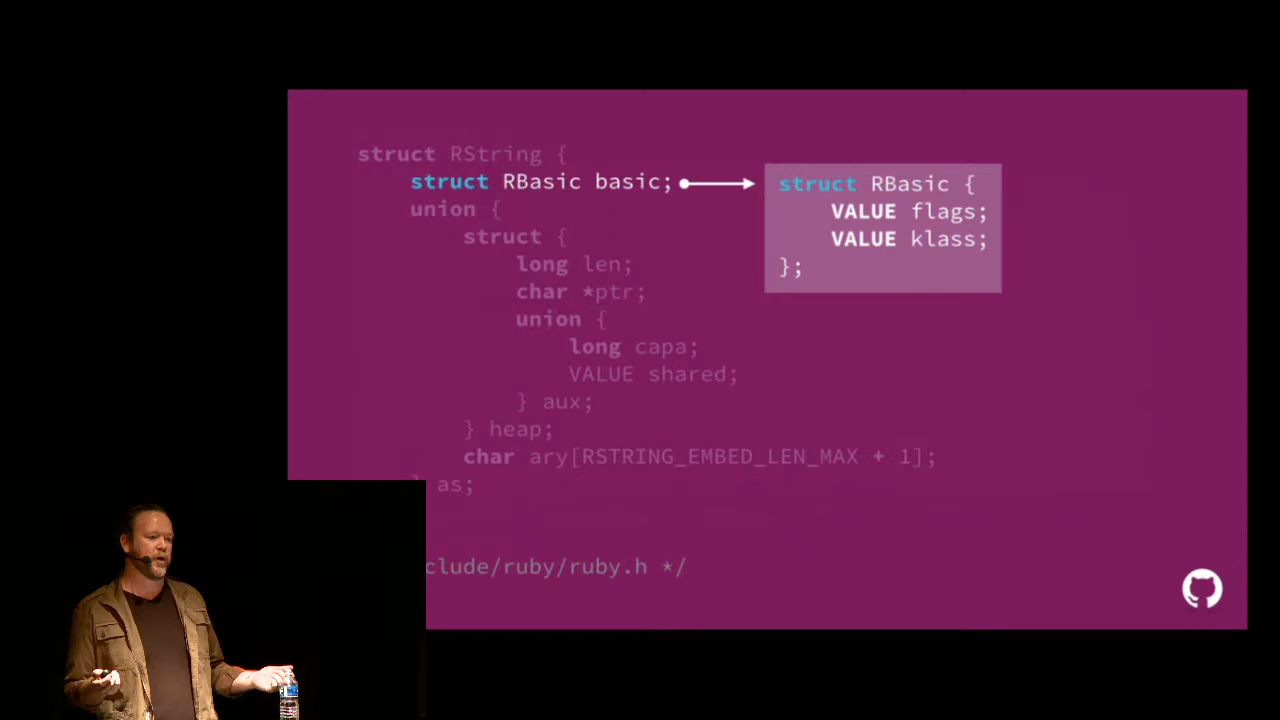 struct RString {
struct RBasic basic;
union {
struct {
long len;
char *ptr;
union {
long capa;
VALUE shared;
} aux;
} heap;
char ary[RSTRING_EMBED_LEN_MAX + 1];
} as;
clude/ruby/ruby.h */
struct RBasic {
VALUE flags;
VALUE klass;
};